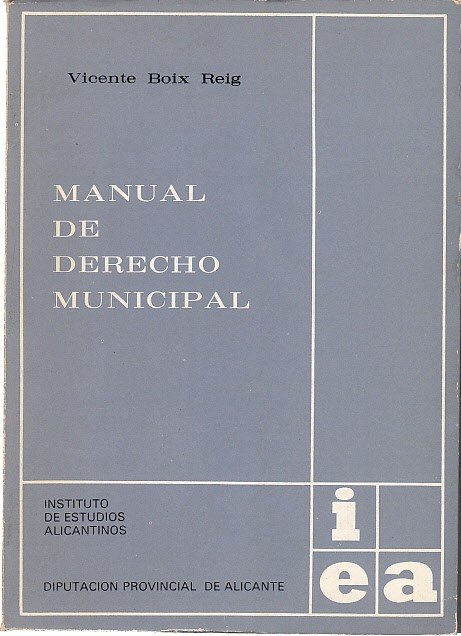 Vicente Boix Reig
MANUAL
DE
DERECHO
MUNICIPAL
INSTITUTO
DE ESTUDIOS
ALICANTINOS
DIPUTACION PROVINCIAL DE ALICANTE
i
ea